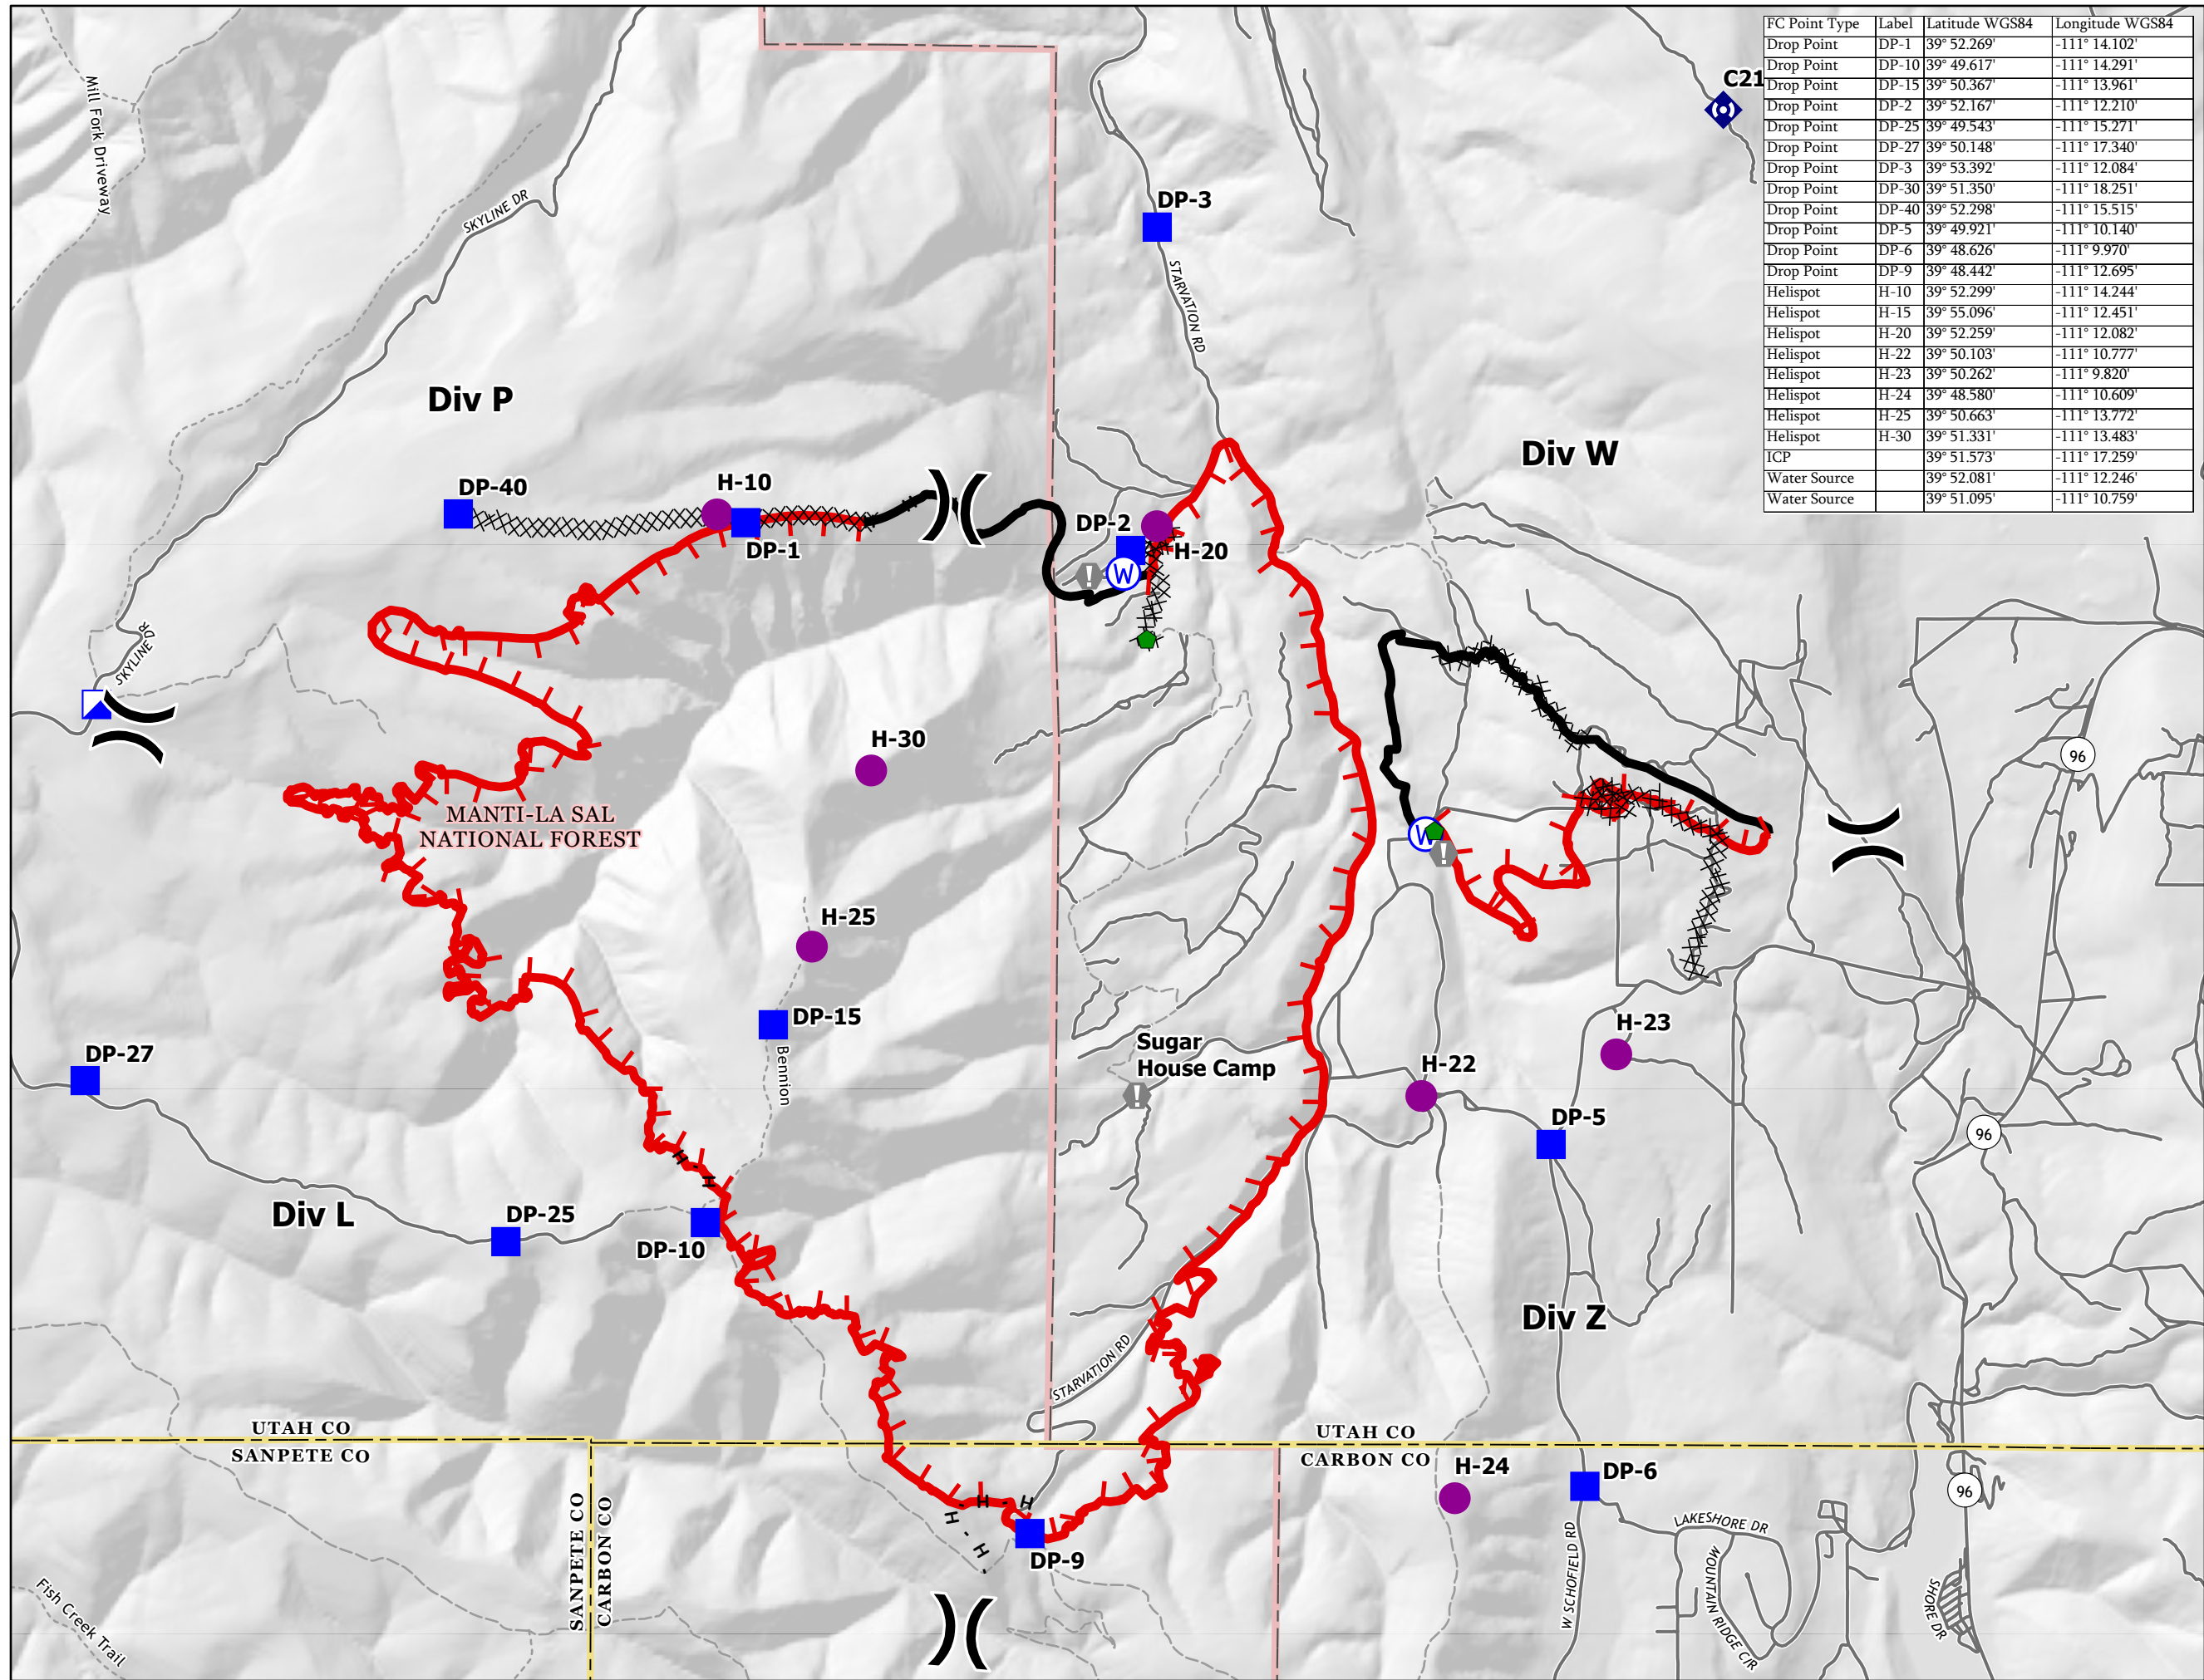 FC Point Type Label Latitude WGS84 Longitude WGS84
Drop Point DP-1 39° 52.269' -111° 14.102'
Drop Point DP-10 39° 49.617' -111° 14.291'
Drop Point DP-15 39° 50.367' -111° 13.961'
Drop Point DP-2 39° 52.167' -111° 12.210'
Drop Point DP-25 39° 49.543' -111° 15.271'
Drop Point DP-27 39° 50.148' -111° 17.340'
Drop Point DP-3 39° 53.392' -111° 12.084'
Drop Point DP-30 39° 51.350' -111° 18.251'
Drop Point DP-40 39° 52.298' -111° 15.515'
Drop Point DP-5 39° 49.921' -111° 10.140'
Drop Point DP-6 39° 48.626' -111° 9.970'
Drop Point DP-9 39° 48.442' -111° 12.695'
Helispot H-10 39° 52.299' -111° 14.244'
Helispot H-15 39° 55.096' -111° 12.451'
Helispot H-20 39° 52.259' -111° 12.082'
Helispot H-22 39° 50.103' -111° 10.777'
Helispot H-23 39° 50.262' -111° 9.820'
Helispot H-24 39° 48.580' -111° 10.609'
Helispot H-25 39° 50.663' -111° 13.772'
Helispot H-30 39° 51.331' -111° 13.483'
ICP 39° 51.573' -111° 17.259'
Water Source 39° 52.081' -111° 12.246'
Water Source 39° 51.095' -111° 10.759'
C21
Mill Fork Driveway
SKYLINE DR
DP-3
STARVATION RD
Div P
Div W
DP-40
H-10
DP-1
DP-2
H-20
!
W
SKYLINE DR
H-30
96
MANTI-LA SAL
NATIONAL FOREST
W
!
H-25
DP-15
Bennion
H-23
Sugar
House Camp
!
DP-27
H-22
DP-5
96
H - H
Div L
DP-25
DP-10
Div Z
STARVATION RD
UTAH CO
SANPETE CO
UTAH CO
CARBON CO
H-24
DP-6
96
- H - H
H - H
DP-9
SANPETE CO
CARBON CO
W SCHOFIELD RD
LAKESHORE DR
MOUNTAIN RIDGE CIR
SHORE DR
Fish Creek Trail